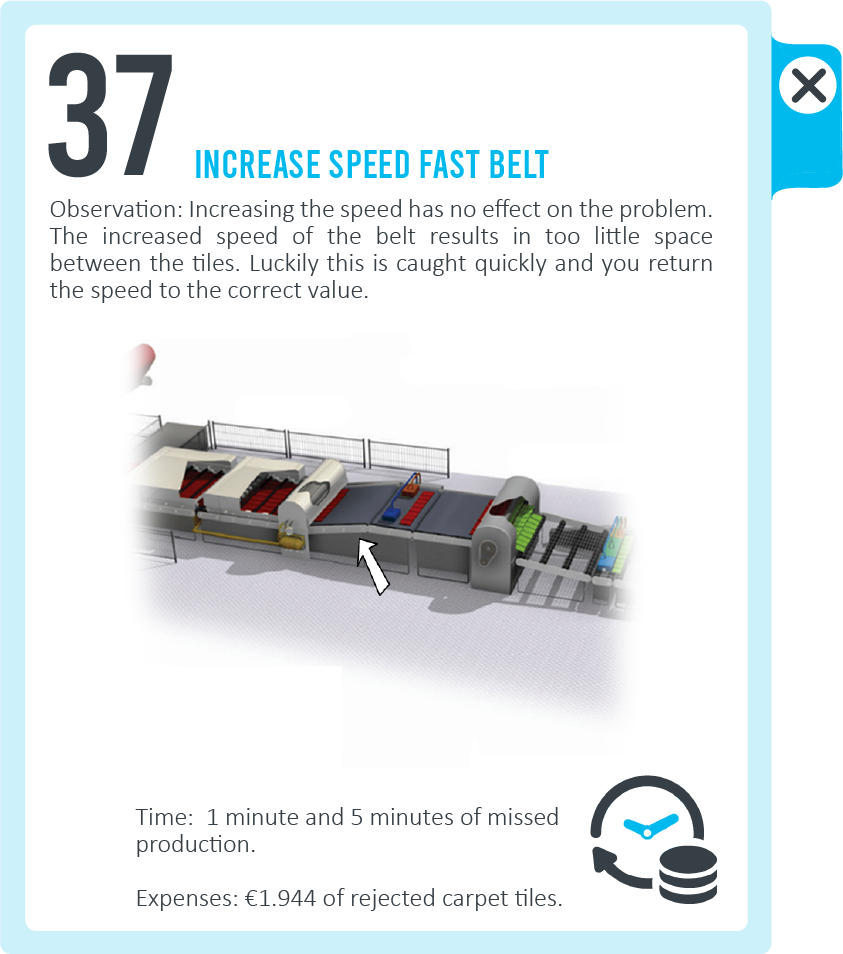 37
INCREASE SPEED FAST BELT
Observation: Increasing the speed has no effect on the problem.
The increased speed of the belt results in too little space
between the tiles. Luckily this is caught quickly and you return
the speed to the correct value.
Time:  1 minute and 5 minutes of missed
production.
Expenses: €1.944 of rejected carpet tiles.